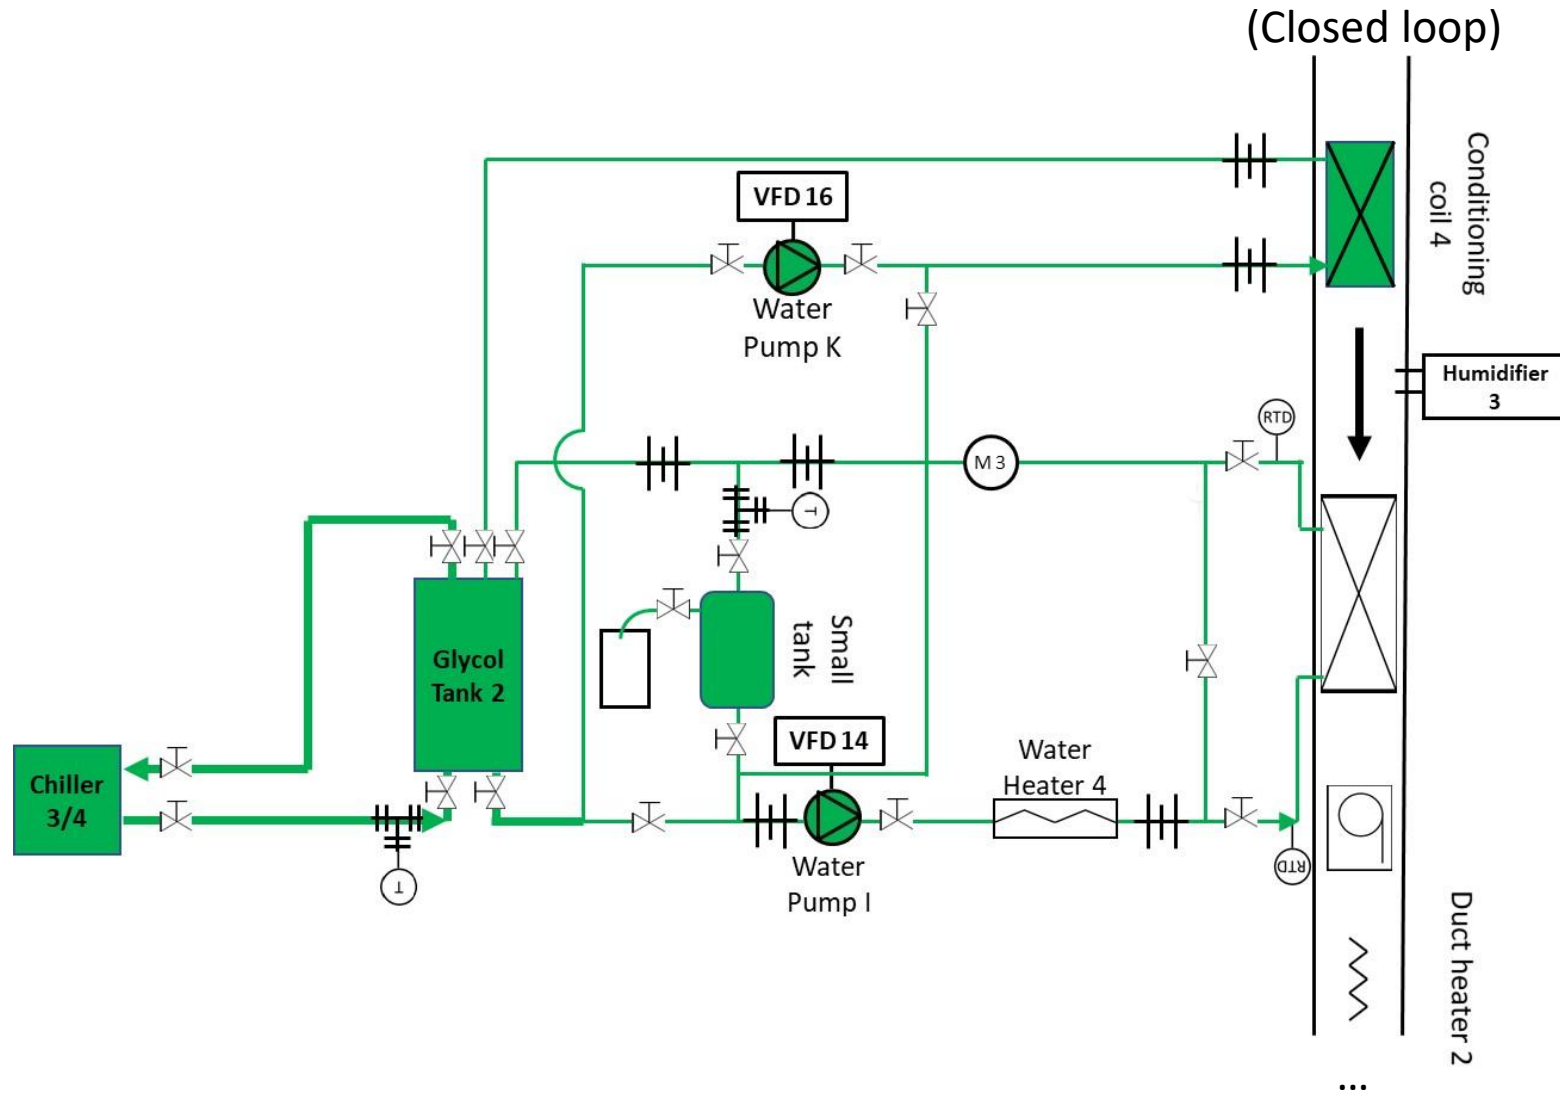 (Closed loop)
Conditioning
coil 4
VFD 16
Water
Pump K
Humidifier
3
RTD
M 3
T
Glycol
Tank 2
Small
tank
VFD 14
Chiller
3/4
Water
Heater 4
T
Water
Pump I
RTD
Duct heater 2
...